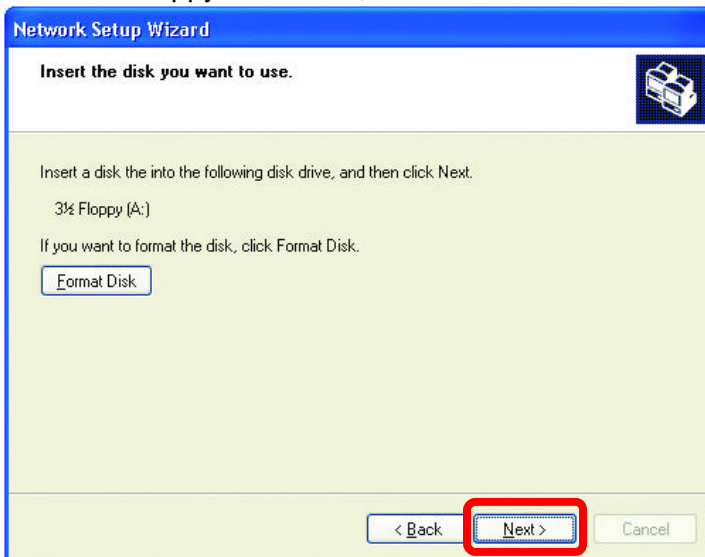 Network Setup Wizard
Insert the disk you want to use.
Insert a disk the into the following disk drive, and then click Next.
3½ Floppy (A:)
If you want to format the disk, click Format Disk.
Format Disk
< Back Next > Cancel